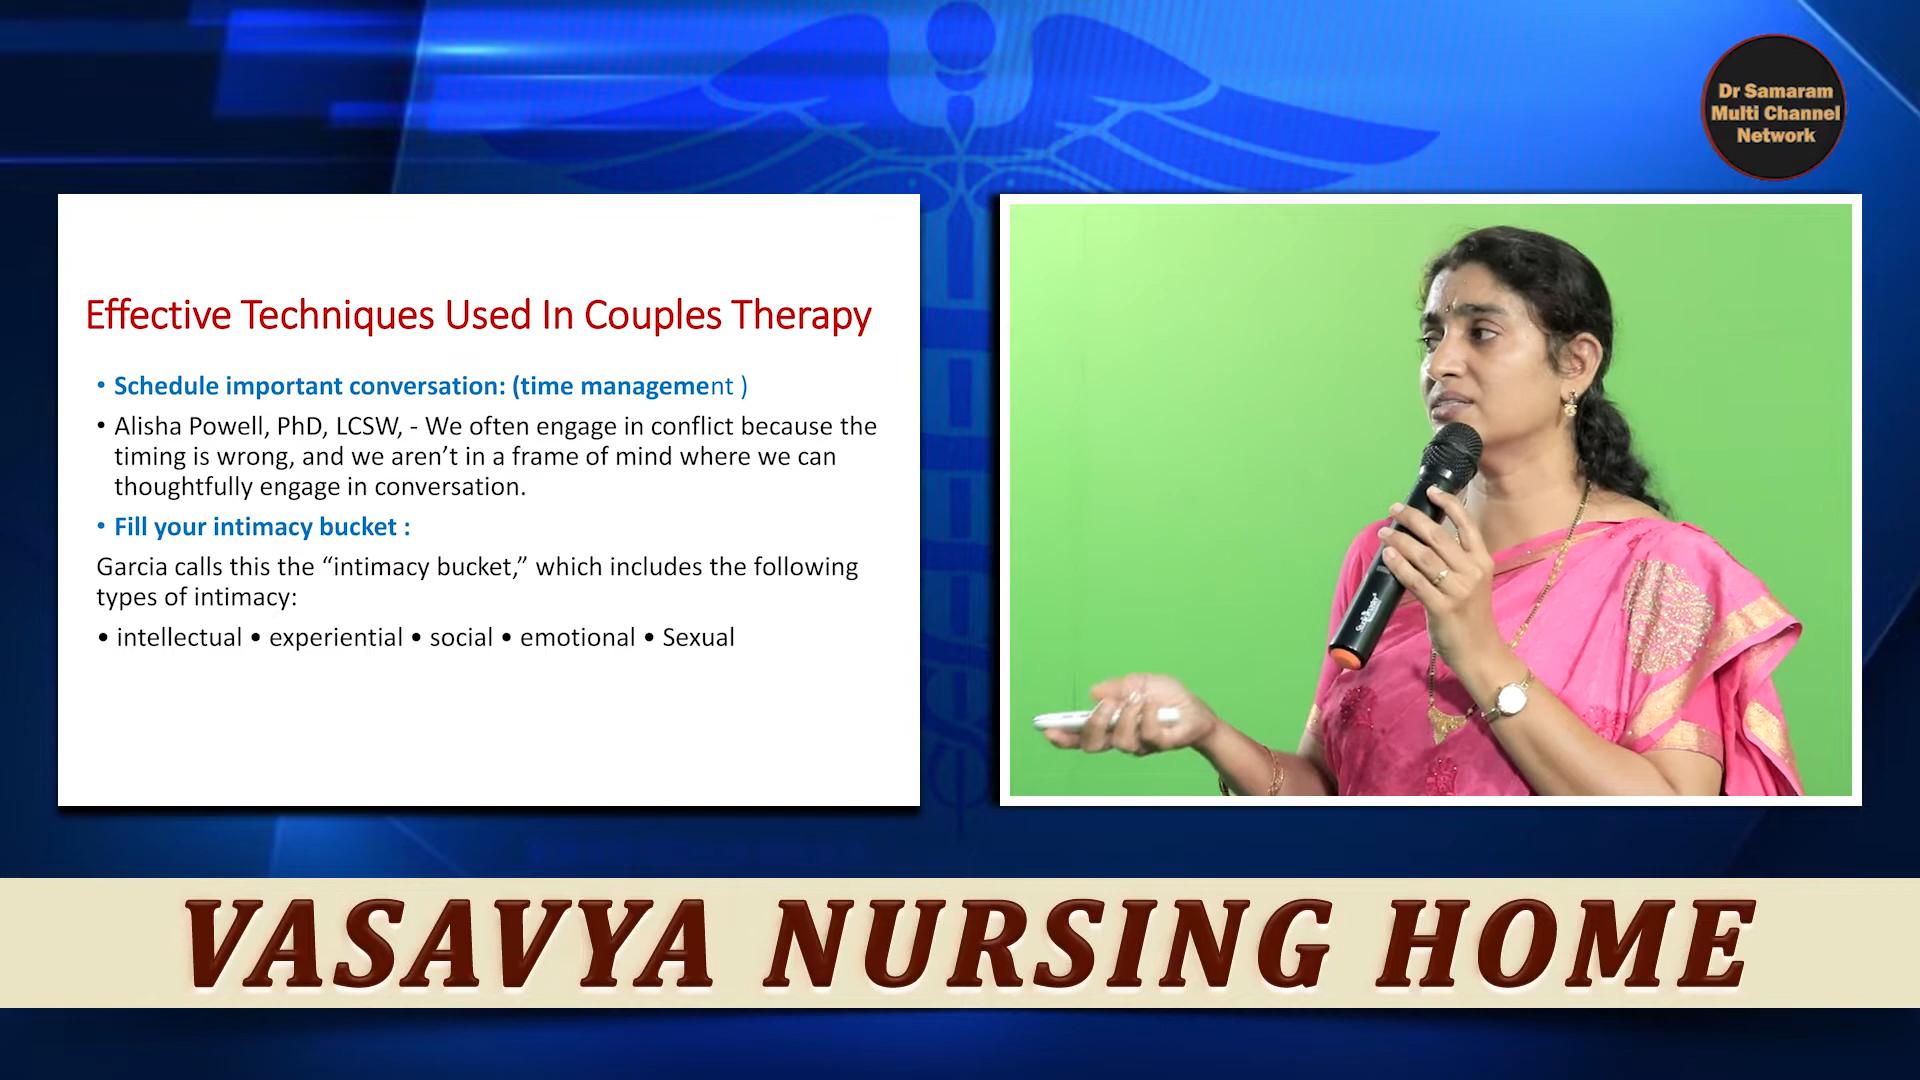 Dr Samaram
Multi Channel
Network
Effective Techniques Used In Couples Therapy
• Schedule important conversation: (time management )
• Alisha Powell, PhD, LCSW, - We often engage in conflict because the
timing is wrong, and we aren’t in a frame of mind where we can
thoughtfully engage in conversation.
• Fill your intimacy bucket :
Garcia calls this the “intimacy bucket,” which includes the following
types of intimacy:
• intellectual • experiential • social • emotional • Sexual
VASAVYA NURSING HOME